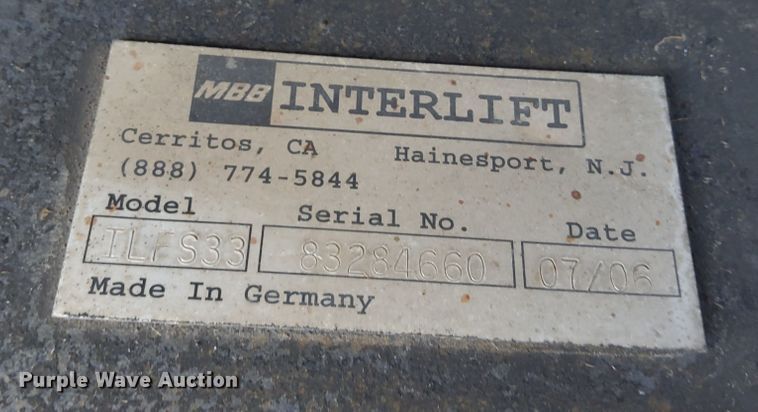 MBB INTERLIFT
Cerritos, CA Hainesport, N.J.
(888) 774-5844
Model Serial No. Date
ILFS33 83284660 07/06
Made In Germany
Purple Wave Auction